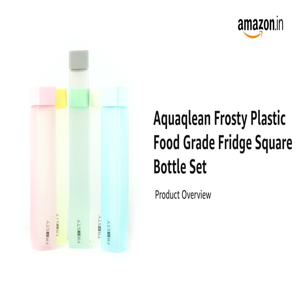 amazon.in
Aquaqlean Frosty Plastic
Food Grade Fridge Square
Bottle Set
Product Overview